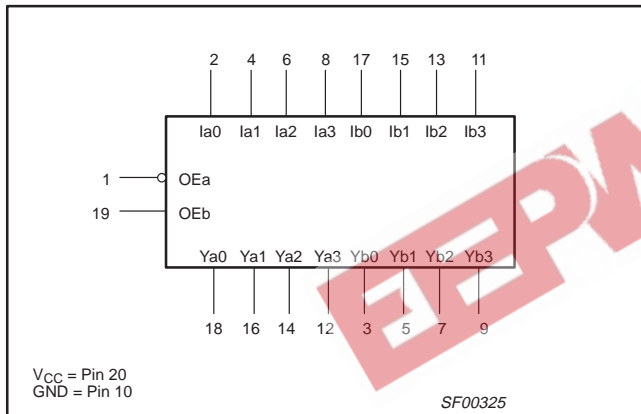 2 4 6 8 17 15 13 11
Ia0 Ia1 Ia2 Ia3 Ib0 Ib1 Ib2 Ib3
1 OEa
19 OEb
Ya0 Ya1 Ya2 Ya3 Yb0 Yb1 Yb2 Yb3
18 16 14 12 3 5 7 9
VCC = Pin 20
GND = Pin 10
SF00325
EEPW